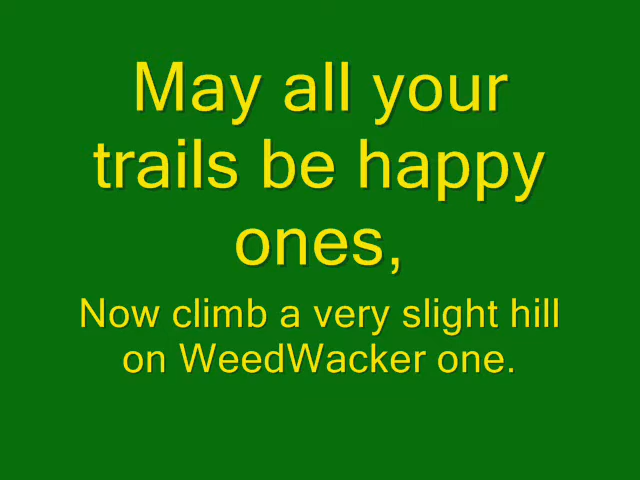 May all your
trails be happy
ones,
Now climb a very slight hill
on WeedWacker one.